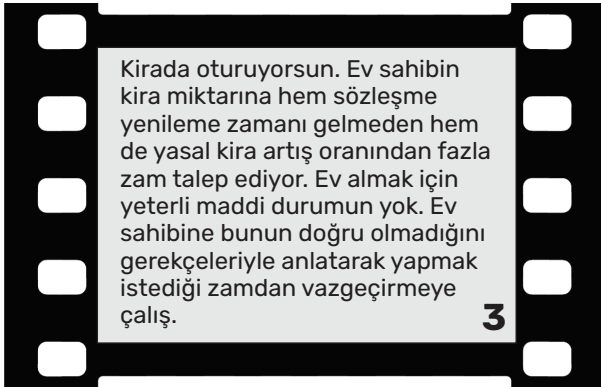 Kirada oturuyorsun. Ev sahibin
kira miktarına hem sözleşme
yenileme zamanı gelmeden hem
de yasal kira artış oranından fazla
zam talep ediyor. Ev almak için
yeterli maddi durumun yok. Ev
sahibine bunun doğru olmadığını
gerekçeleriyle anlatarak yapmak
istediği zamdan vazgeçirmeye
çalış.
3